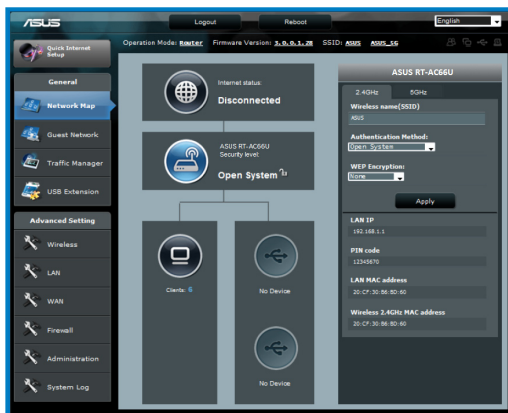 ASUS
Logout
Reboot
English
Quick Internet
Setup
Operation Mode: Router Firmware Version: 3.0.0.1.28 SSID: ASUS ASUS_5G
General
Network Map
Guest Network
Traffic Manager
USB Extension
Advanced Setting
Wireless
LAN
WAN
Firewall
Administration
System Log
Internet status:
Disconnected
ASUS RT-AC66U
Security level:
Open System
Clients: 6
No Device
No Device
ASUS RT-AC66U
2.4GHz 5GHz
Wireless name(SSID)
ASUS
Authentication Method:
Open System
WEP Encryption:
None
Apply
LAN IP
192.168.1.1
PIN code
12345670
LAN MAC address
20:CF:30:B6:BD:60
Wireless 2.4GHz MAC address
20:CF:30:B6:BD:60